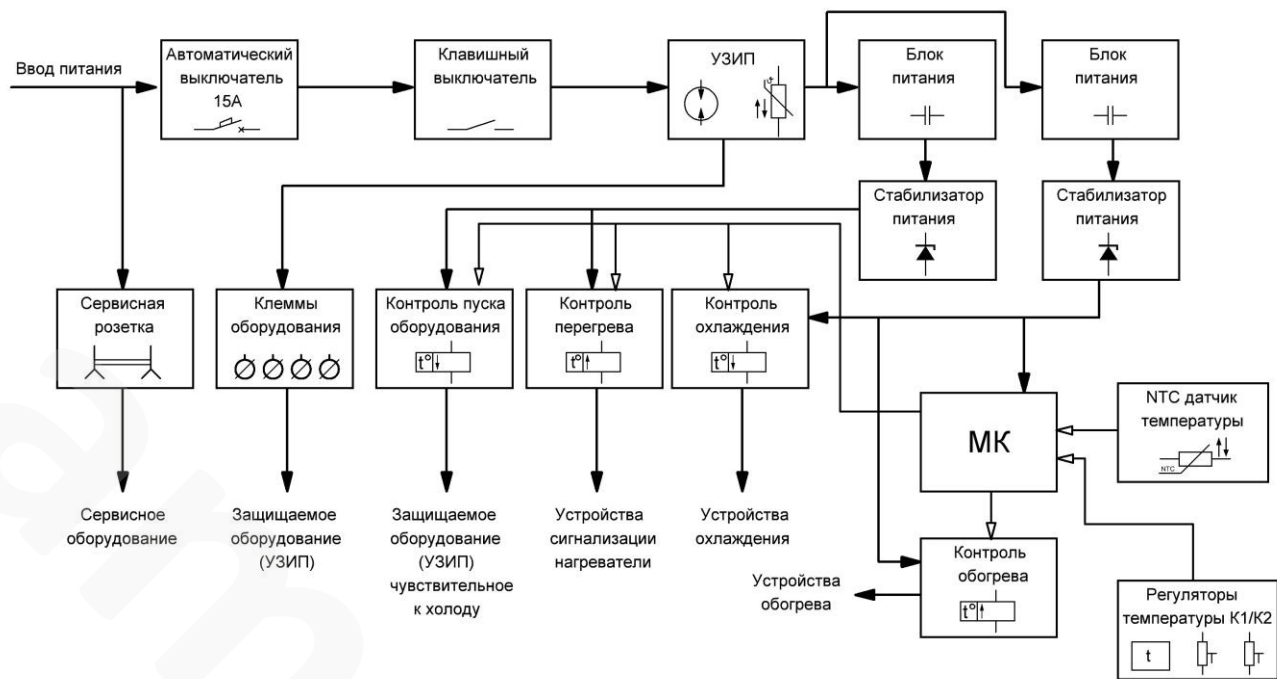 Ввод питания
Автоматический
выключатель
15А
Клавишный
выключатель
УЗИП
Блок
питания
Блок
питания
Стабилизатор
питания
Стабилизатор
питания
Сервисная
розетка
Клеммы
оборудования
Контроль пуска
оборудования
t°
Контроль
перегрева
t°
Контроль
охлаждения
t°
МК
NTC датчик
температуры
NTC
Сервисное
оборудование
Защищаемое
оборудование
(УЗИП)
Защищаемое
оборудование
(УЗИП)
чувствительное
к холоду
Устройства
сигнализации
нагреватели
Устройства
охлаждения
Устройства
обогрева
Контроль
обогрева
t°
Регуляторы
температуры К1/К2
t